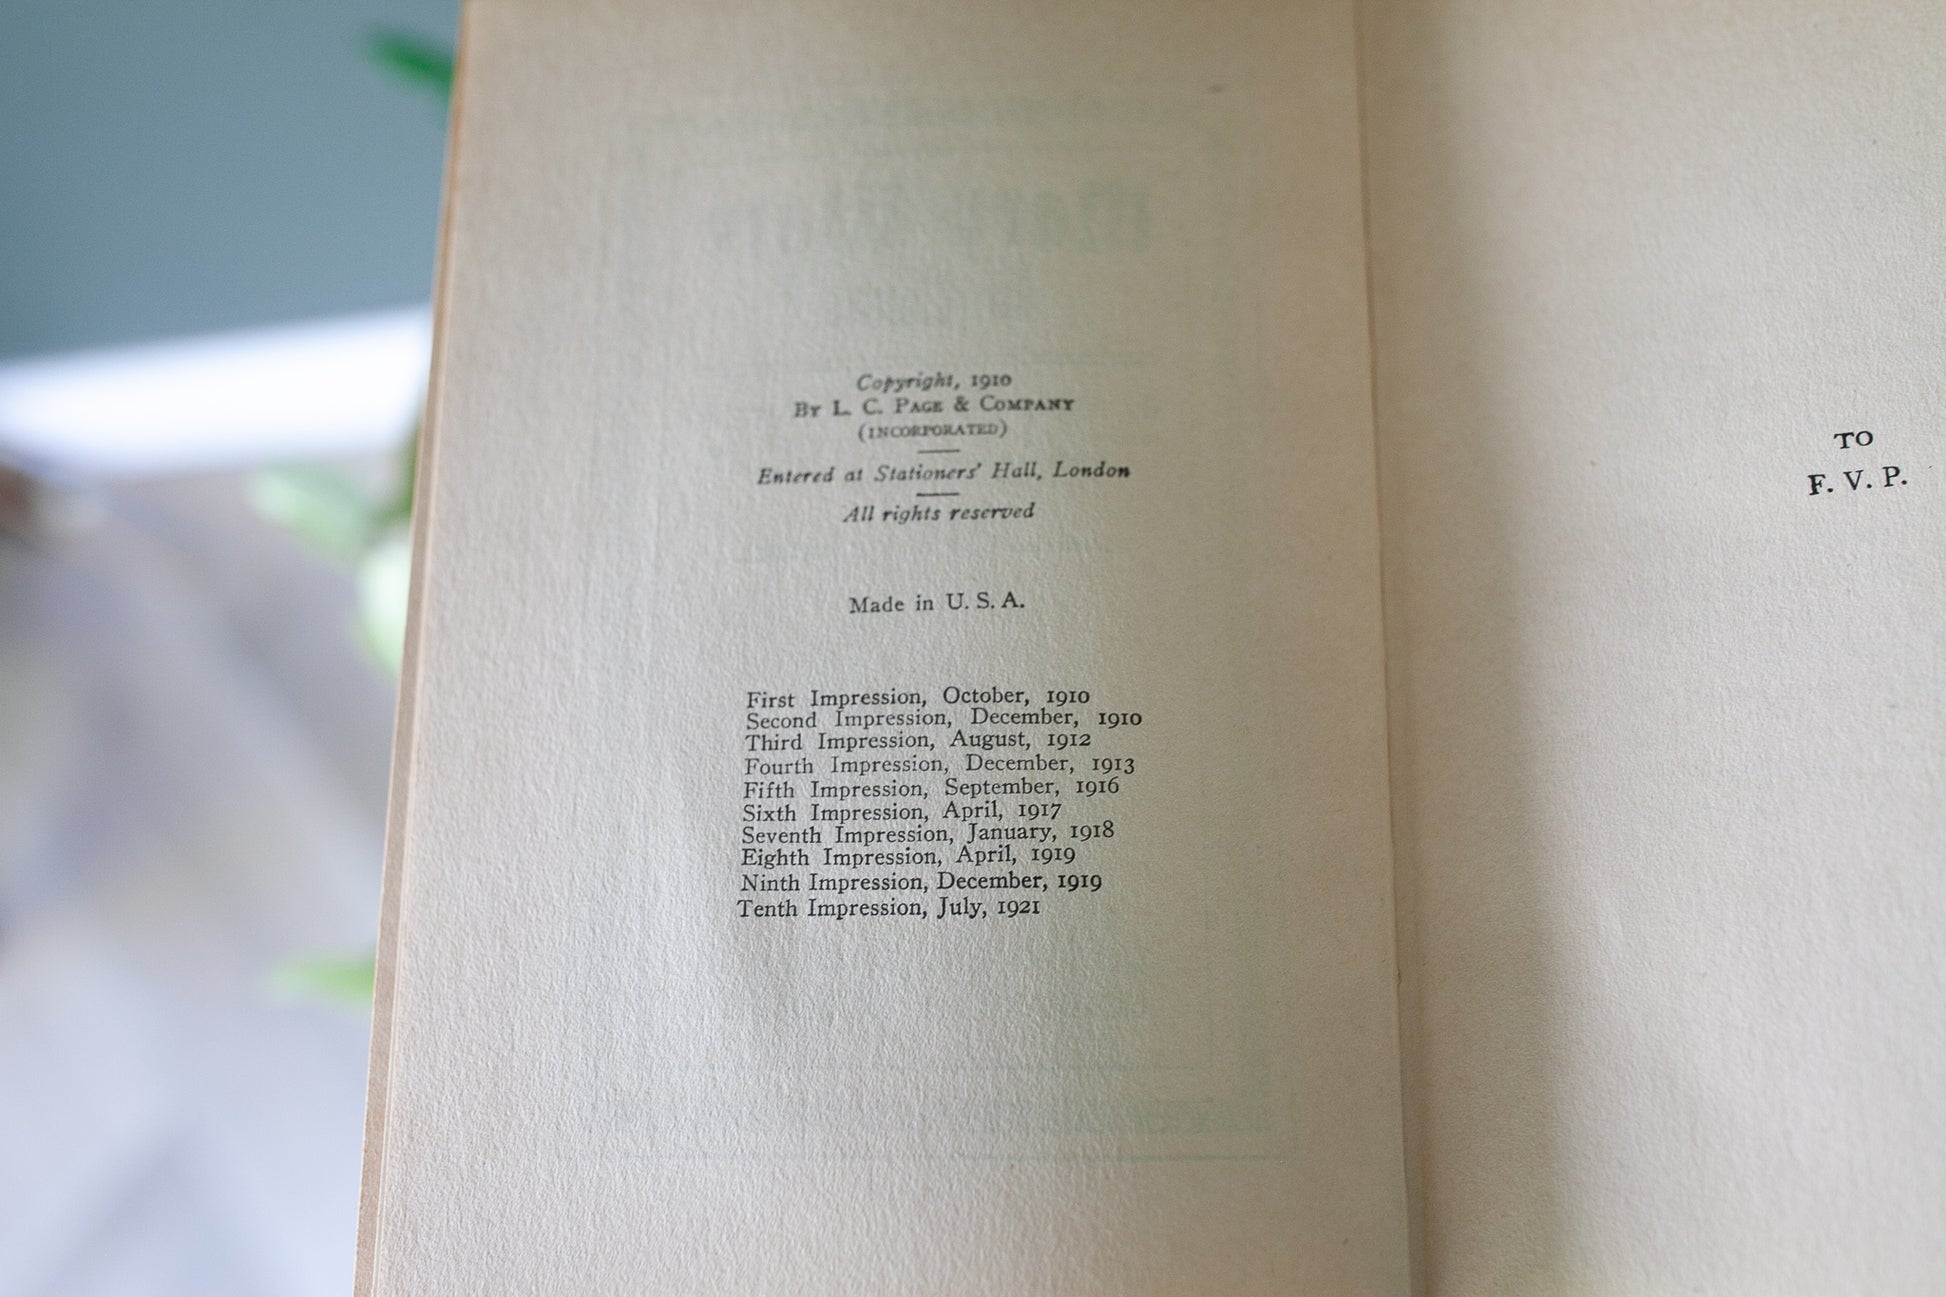 Copyright, 1910
By L. C. Page & Company
(INCORPORATED)
Entered at Stationers' Hall, London
All rights reserved
Made in U. S. A.
First Impression, October, 1910
Second Impression, December, 1910
Third Impression, August, 1912
Fourth Impression, December, 1913
Fifth Impression, September, 1916
Sixth Impression, April, 1917
Seventh Impression, January, 1918
Eighth Impression, April, 1919
Ninth Impression, December, 1919
Tenth Impression, July, 1921
TO
F. V. P.